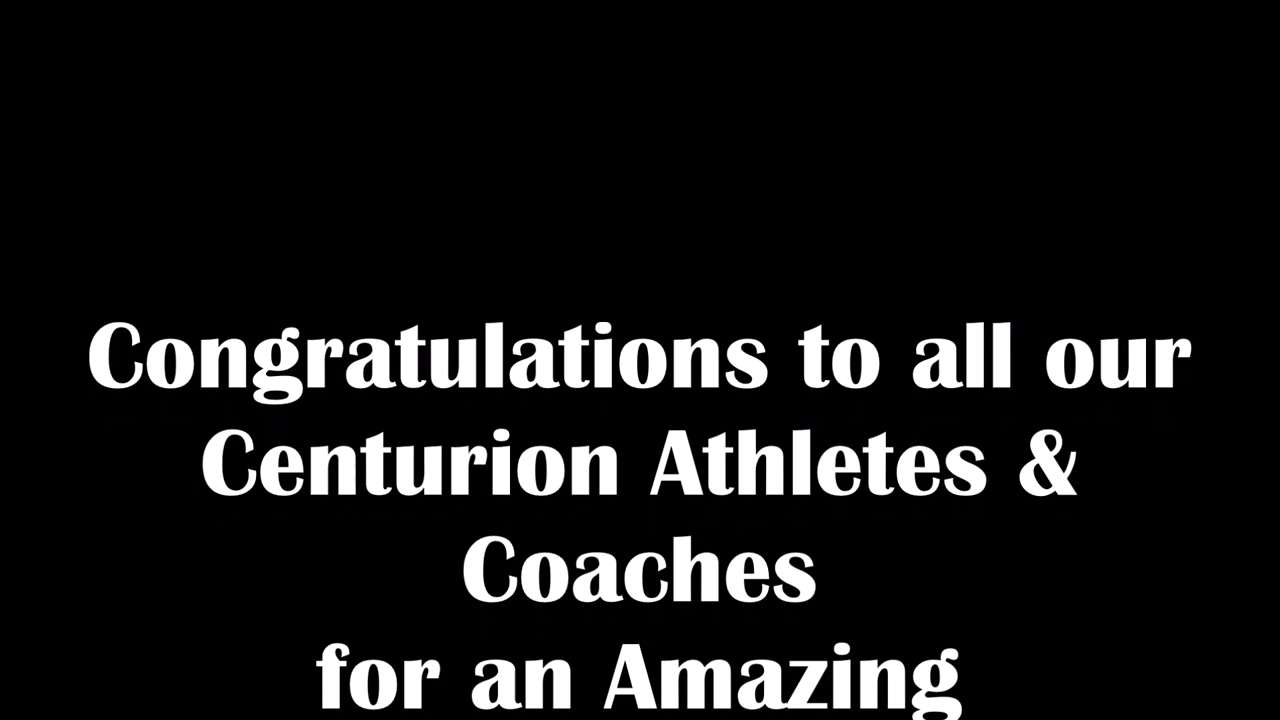 Congratulations to all our
Centurion Athletes &
Coaches
for an Amazing